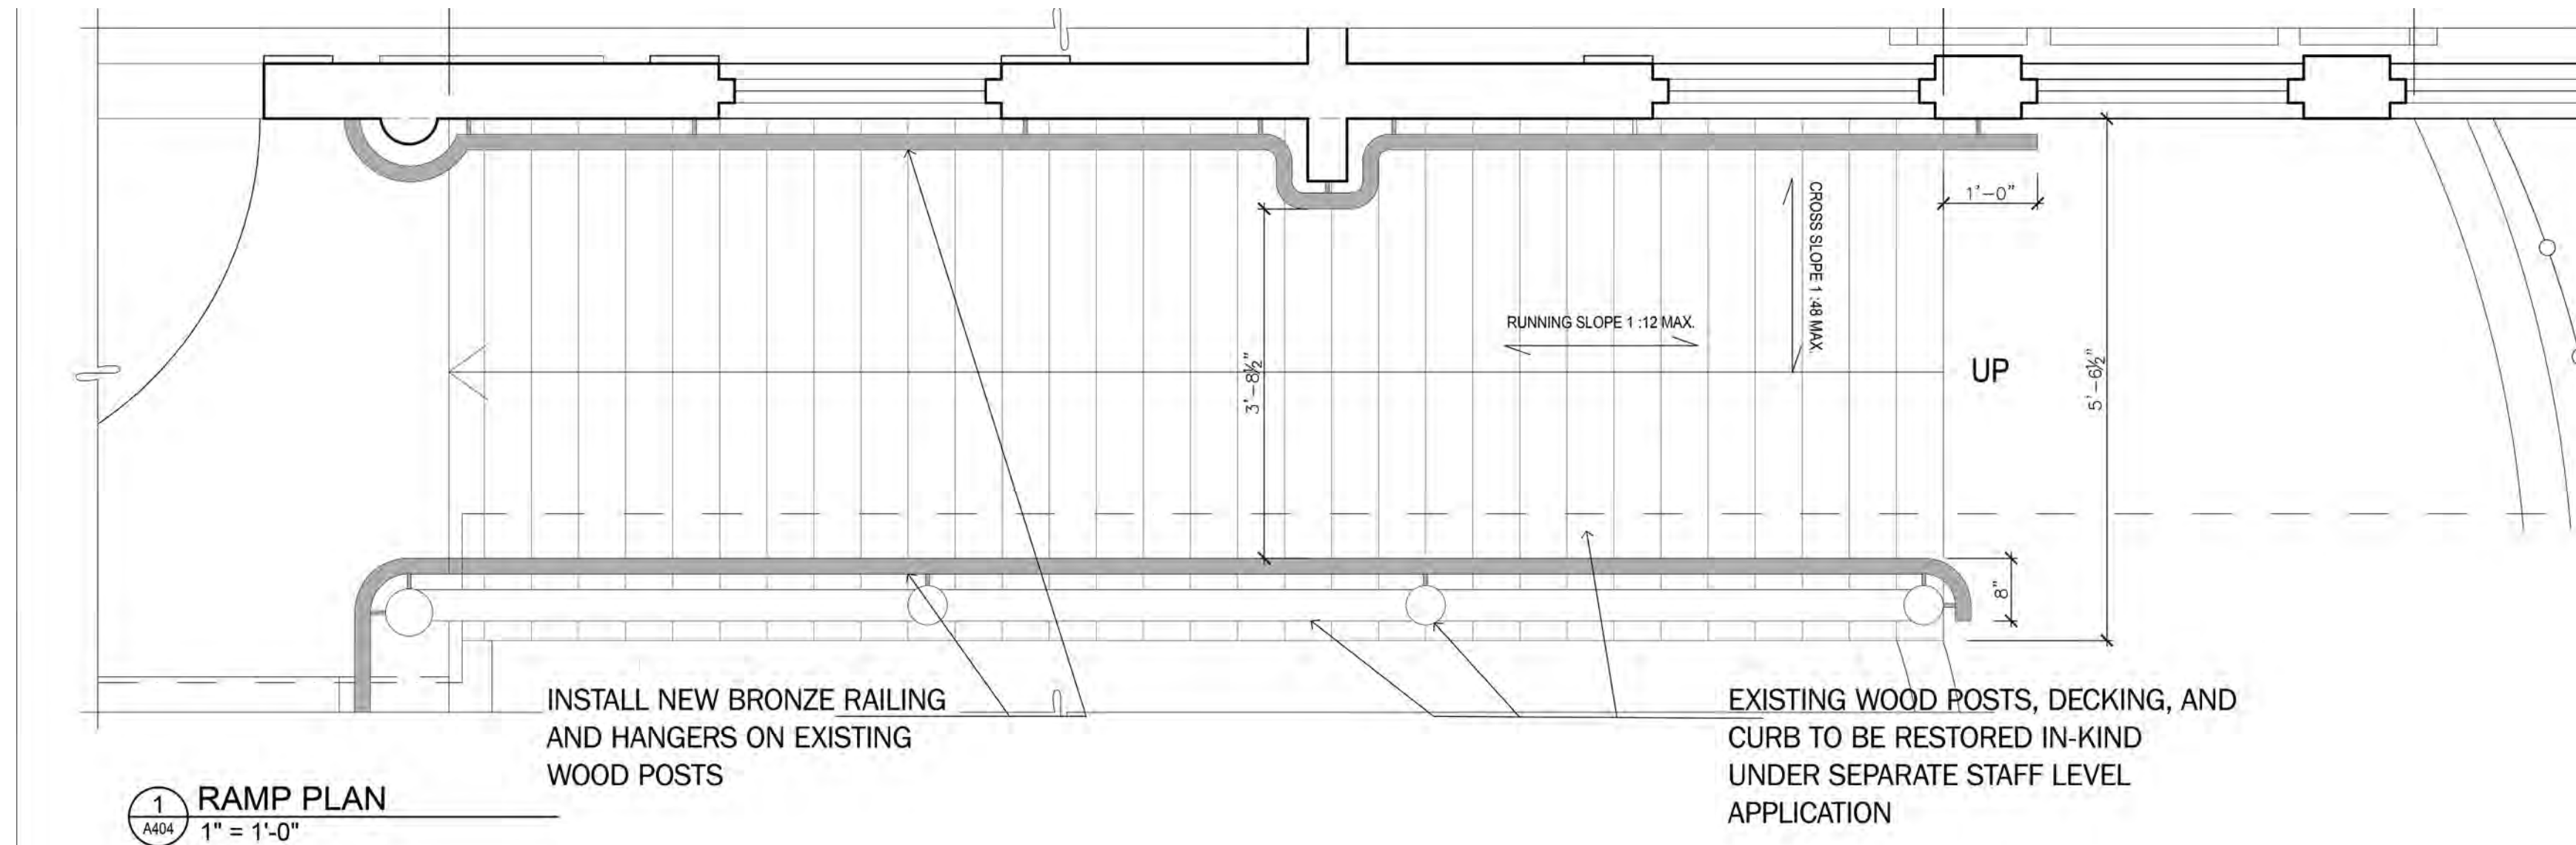 1'-0"
CROSS SLOPE 1 :48 MAX.
RUNNING SLOPE 1 :12 MAX.
3'-8½"
UP
5'-6½"
8"
INSTALL NEW BRONZE RAILING
AND HANGERS ON EXISTING
WOOD POSTS
EXISTING WOOD POSTS, DECKING, AND
CURB TO BE RESTORED IN-KIND
UNDER SEPARATE STAFF LEVEL
APPLICATION
1
A404
RAMP PLAN
1" = 1'-0"